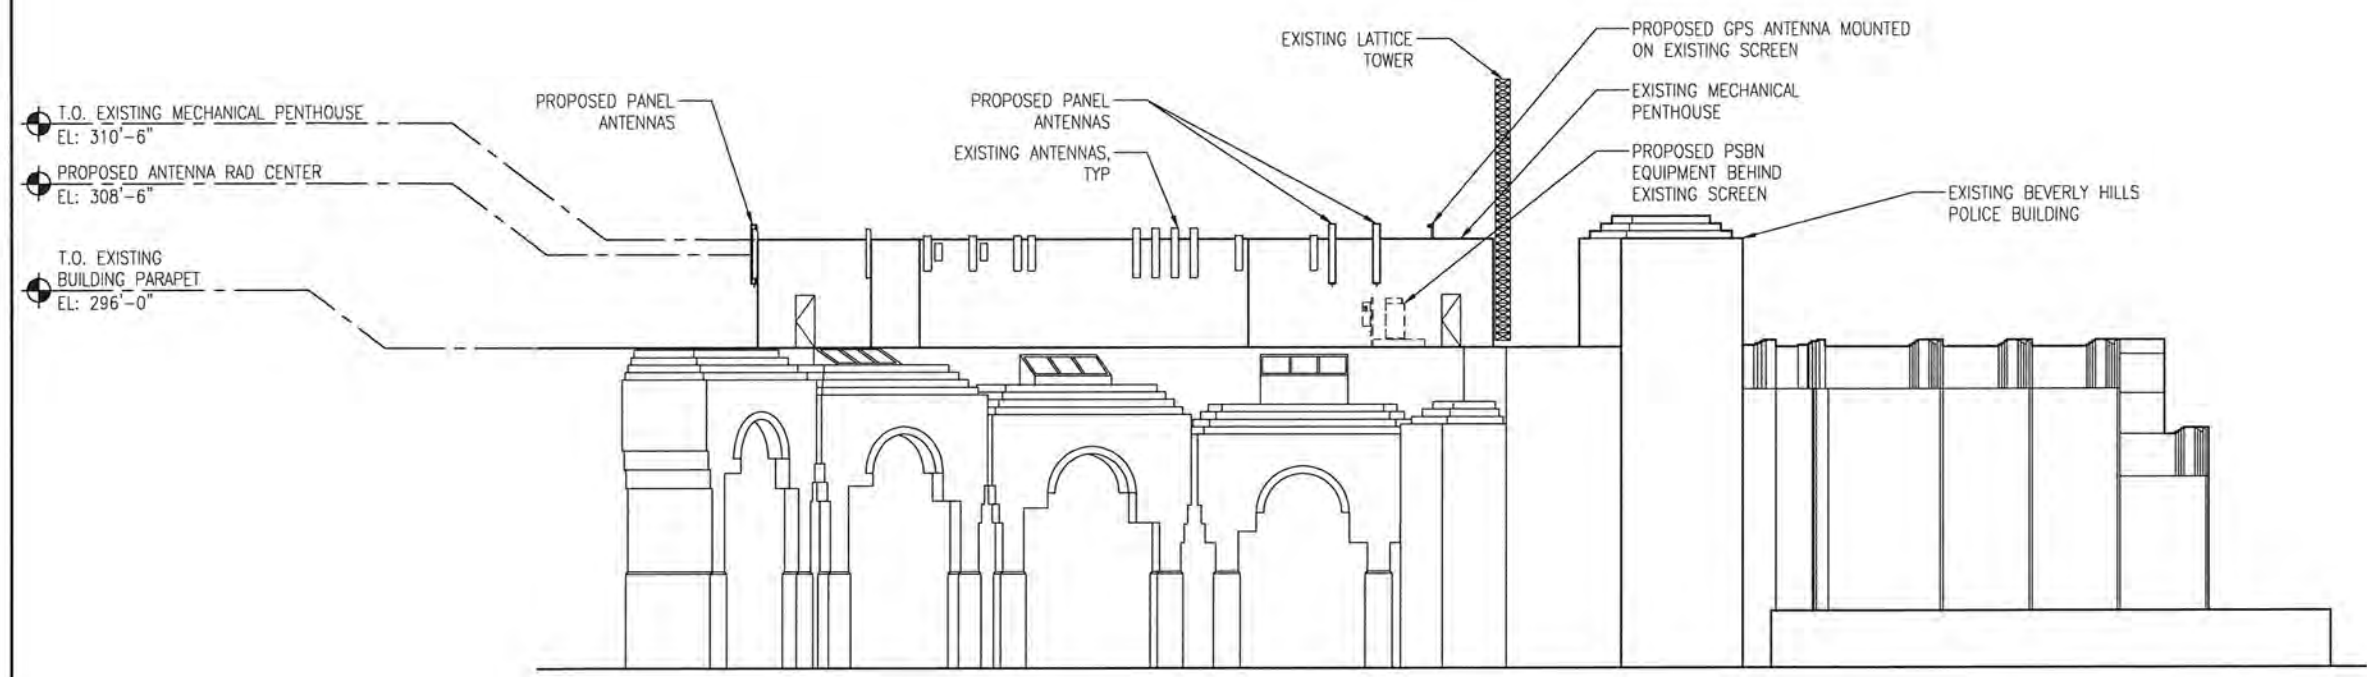 T.O. EXISTING MECHANICAL PENTHOUSE
EL: 310'-6"
PROPOSED ANTENNA RAD CENTER
EL: 308'-6"
T.O. EXISTING
BUILDING PARAPET
EL: 296'-0"
PROPOSED PANEL
ANTENNAS
PROPOSED PANEL
ANTENNAS
EXISTING ANTENNAS,
TYP
EXISTING LATTICE
TOWER
PROPOSED GPS ANTENNA MOUNTED
ON EXISTING SCREEN
EXISTING MECHANICAL
PENTHOUSE
PROPOSED PSBN
EQUIPMENT BEHIND
EXISTING SCREEN
EXISTING BEVERLY HILLS
POLICE BUILDING